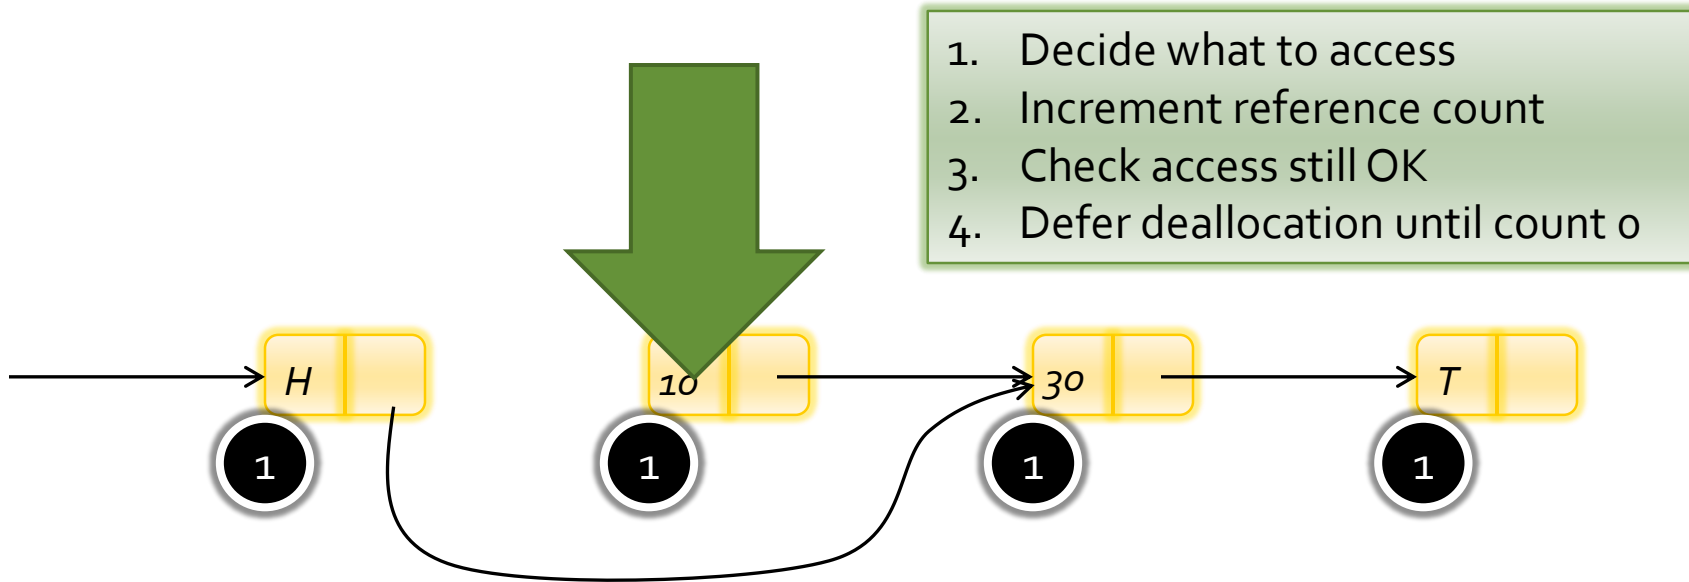 1. Decide what to access
2. Increment reference count
3. Check access still OK
4. Defer deallocation until count 0
H
10
30
T
1
1
1
1